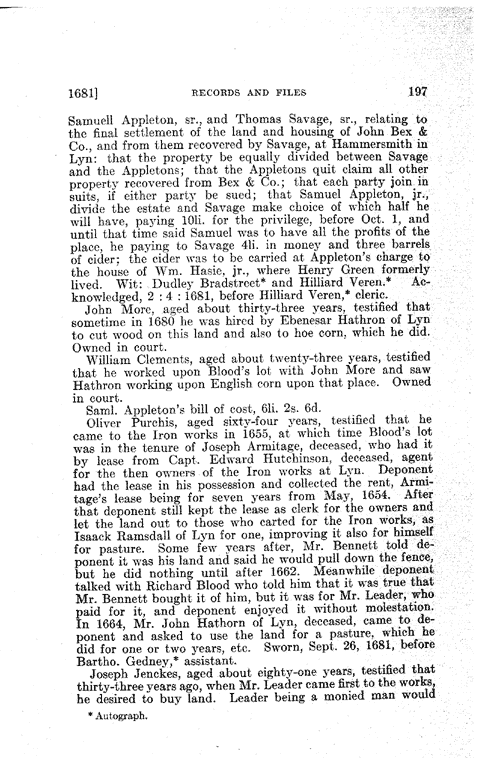 1681] RECORDS AND FILES 197
Samuell Appleton, sr., and Thomas Savage, sr., relating to
the final settlement of the land and housing of John Bex &
Co., and from them recovered by Savage, at Hammersmith in
Lyn: that the property be equally divided between Savage
and the Appletons; that the Appletons quit claim all other
property recovered from Bex & Co.; that each party join in
suits, if either party be sued; that Samuel Appleton, jr.,
divide the estate and Savage make choice of which half he
will have, paying 10li. for the privilege, before Oct. 1, and
until that time said Samuel was to have all the profits of the
place, he paying to Savage 4li. in money and three barrels
of cider; the cider was to be carried at Appleton's charge to
the house of Wm. Hasie, jr., where Henry Green formerly
lived. Wit: Dudley Bradstreet* and Hilliard Veren.* Ac-
knowledged, 2 : 4 : 1681, before Hilliard Veren,* cleric.
John More, aged about thirty-three years, testified that
sometime in 1680 he was hired by Ebenesar Hathron of Lyn
to cut wood on this land and also to hoe corn, which he did.
Owned in court.
William Clements, aged about twenty-three years, testified
that he worked upon Blood's lot with John More and saw
Hathron working upon English corn upon that place. Owned
in court.
Saml. Appleton's bill of cost, 6li. 2s. 6d.
Oliver Purchis, aged sixty-four years, testified that he
came to the Iron works in 1655, at which time Blood's lot
was in the tenure of Joseph Armitage, deceased, who had it
by lease from Capt. Edward Hutchinson, deceased, agent
for the then owners of the Iron works at Lyn. Deponent
had the lease in his possession and collected the rent, Armi-
tage's lease being for seven years from May, 1654. After
that deponent still kept the lease as clerk for the owners and
let the land out to those who carted for the Iron works, as
Isaack Ramsdall of Lyn for one, improving it also for himself
for pasture. Some few years after, Mr. Bennett told de-
ponent it was his land and said he would pull down the fence,
but he did nothing until after 1662. Meanwhile deponent
talked with Richard Blood who told him that it was true that
Mr. Bennett bought it of him, but it was for Mr. Leader, who
paid for it, and deponent enjoyed it without molestation.
In 1664, Mr. John Hathorn of Lyn, deceased, came to de-
ponent and asked to use the land for a pasture, which he
did for one or two years, etc. Sworn, Sept. 26, 1681, before
Bartho. Gedney,* assistant.
Joseph Jenckes, aged about eighty-one years, testified that
thirty-three years ago, when Mr. Leader came first to the works,
he desired to buy land. Leader being a monied man would
* Autograph.